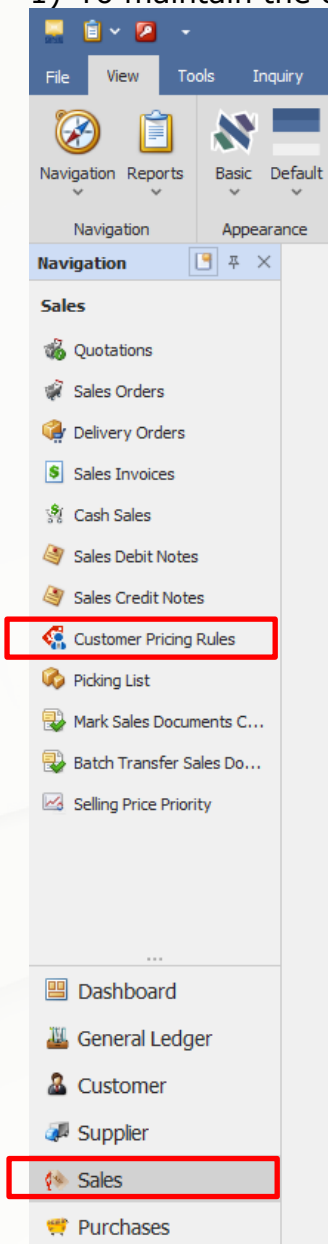 1) To maintain the
File View Tools Inquiry
Navigation Reports Basic Default
Navigation Appearance
Navigation
Sales
Quotations
Sales Orders
Delivery Orders
Sales Invoices
Cash Sales
Sales Debit Notes
Sales Credit Notes
Customer Pricing Rules
Picking List
Mark Sales Documents C...
Batch Transfer Sales Do...
Selling Price Priority
Dashboard
General Ledger
Customer
Supplier
Sales
Purchases